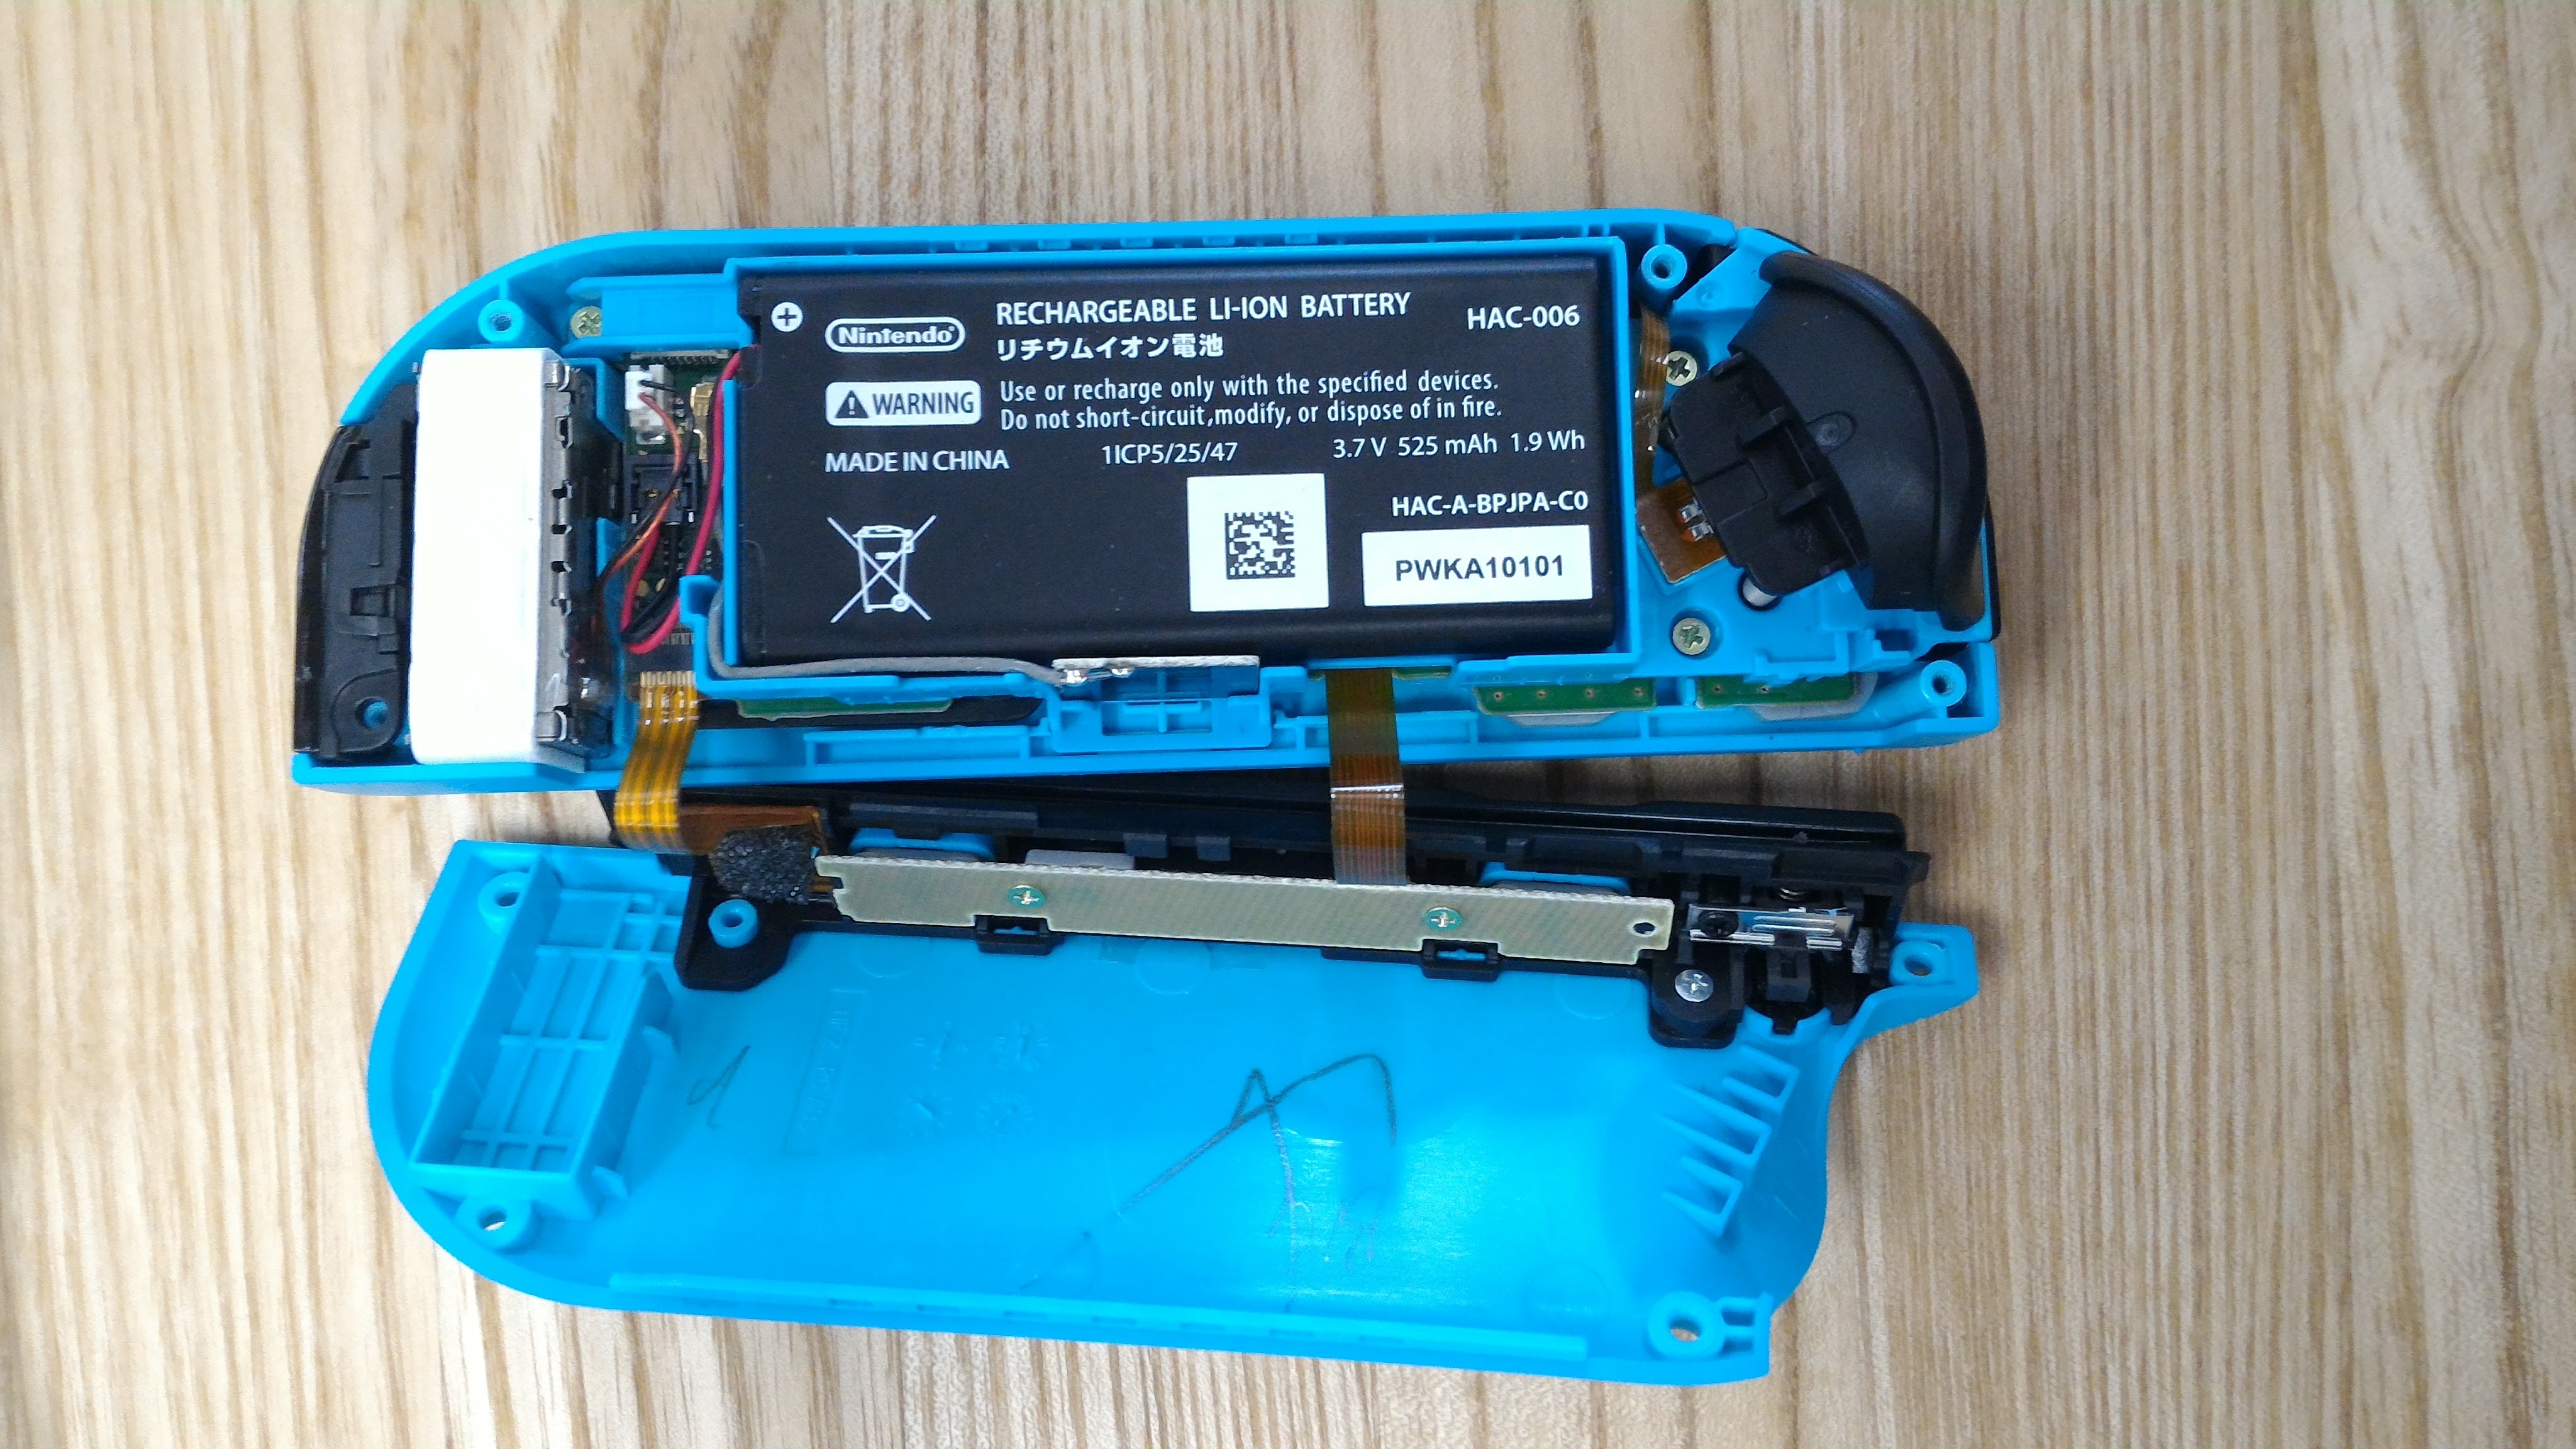 RECHARGEABLE LI-ION BATTERY HAC-006
Nintendo
リチウムイオン電池
WARNING
Use or recharge only with the specified devices.
Do not short-circuit,modify, or dispose of in fire.
MADE IN CHINA 1ICP5/25/47 3.7 V 525 mAh 1.9 Wh
HAC-A-BPJPA-C0
PWKA10101